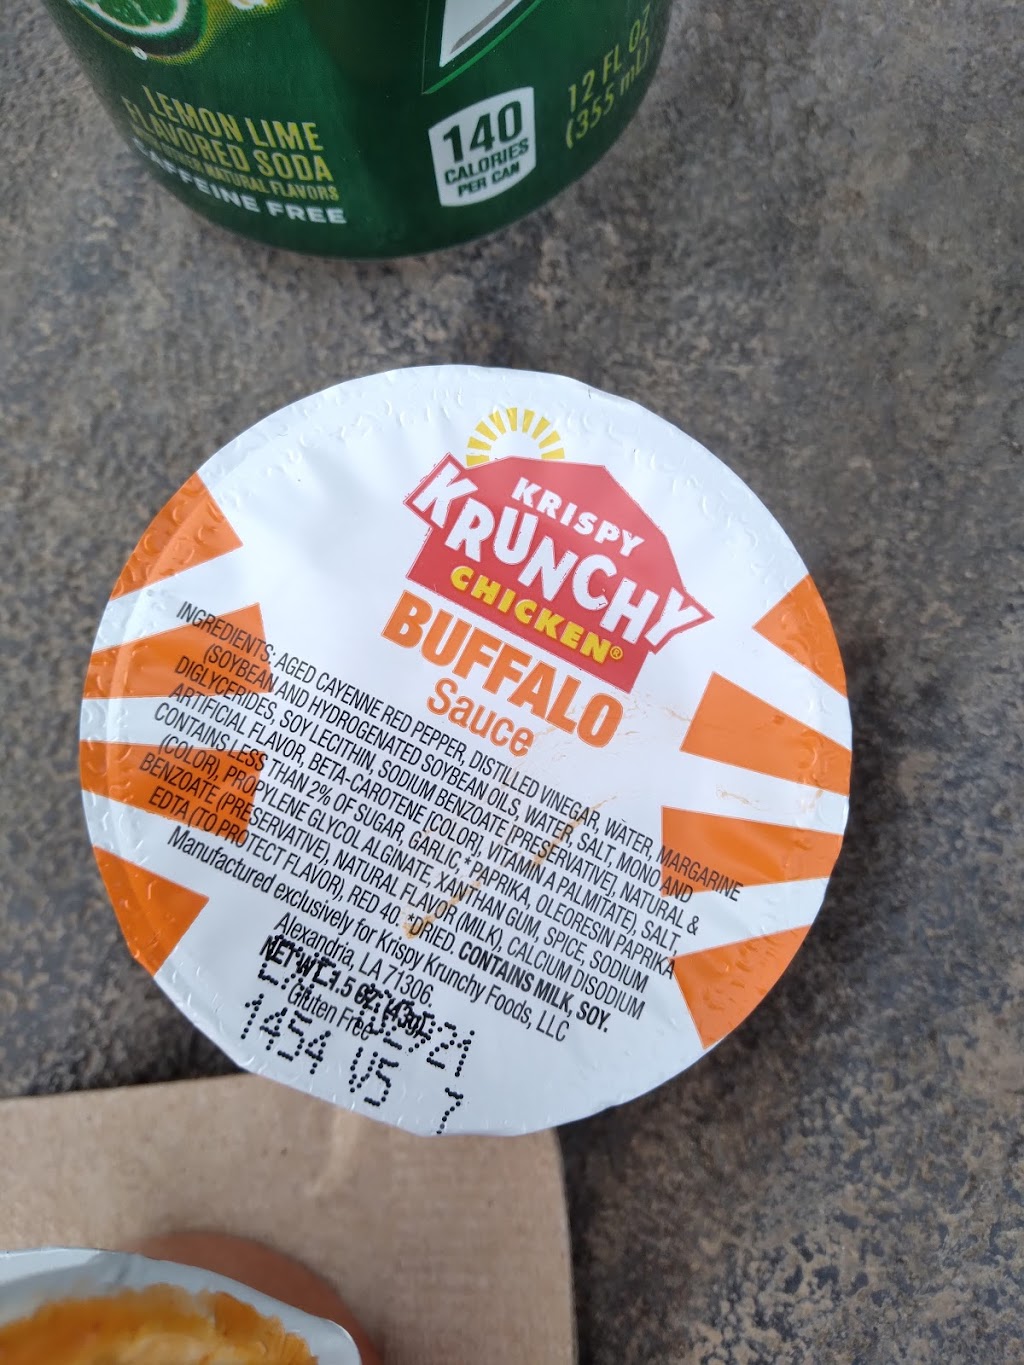 LEMON LIME
FLAVORED SODA
NATURAL FLAVORS
CAFFEINE FREE
140
CALORIES
PER CAN
12 FL OZ
(355 mL)
KRISPY
KRUNCHY
CHICKEN®
BUFFALO
Sauce
INGREDIENTS: AGED CAYENNE RED PEPPER, DISTILLED VINEGAR, WATER, MARGARINE
(SOYBEAN AND HYDROGENATED SOYBEAN OILS, WATER, SALT, MONO AND
DIGLYCERIDES, SOY LECITHIN, SODIUM BENZOATE [PRESERVATIVE], NATURAL &
ARTIFICIAL FLAVOR, BETA-CAROTENE [COLOR], VITAMIN A PALMITATE), SALT,
CONTAINS LESS THAN 2% OF SUGAR, GARLIC,* PAPRIKA, OLEORESIN PAPRIKA
(COLOR), PROPYLENE GLYCOL ALGINATE, XANTHAN GUM, SPICE, SODIUM
BENZOATE (PRESERVATIVE), NATURAL FLAVOR (MILK), CALCIUM DISODIUM
EDTA (TO PROTECT FLAVOR), RED 40. *DRIED. CONTAINS MILK, SOY.
Manufactured exclusively for Krispy Krunchy Foods, LLC
Alexandria, LA 71306.
NET WT. 1.5 OZ. (43g)
Gluten Free
1454 V5 7